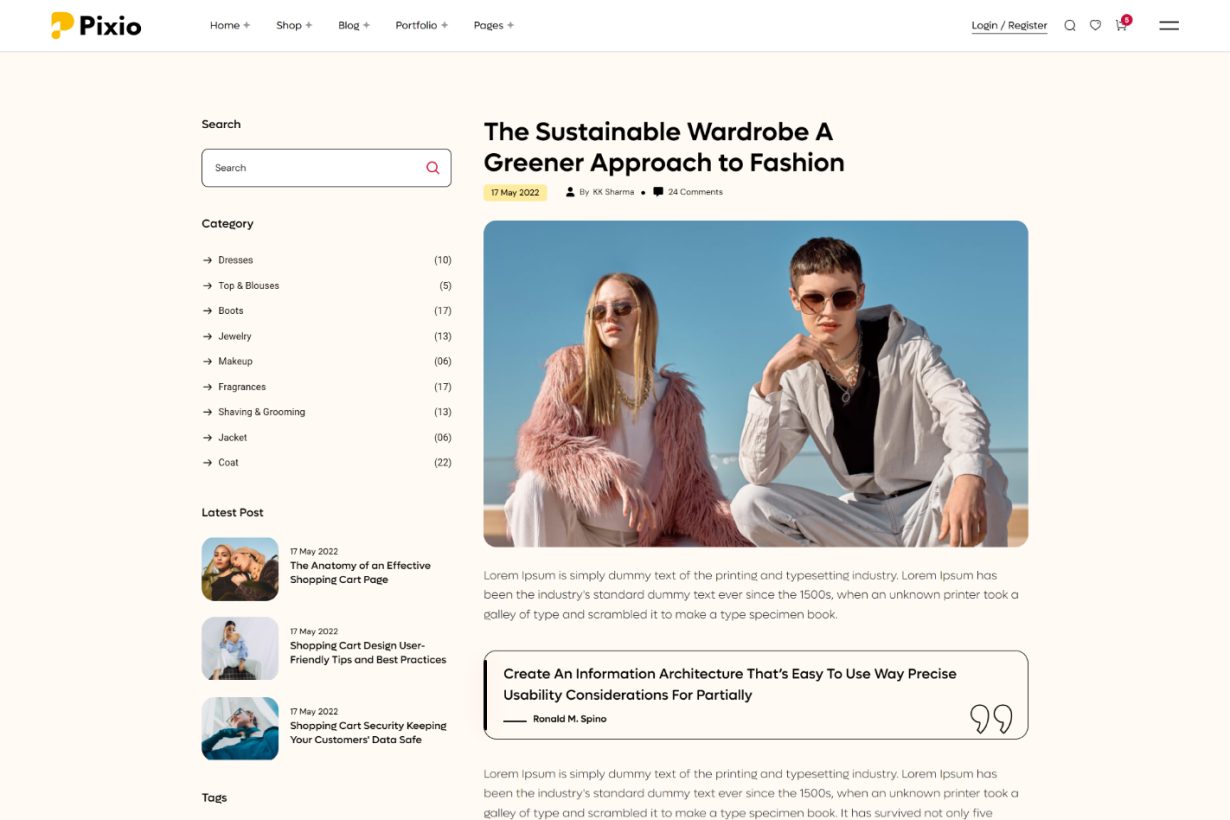 Pixio
Home + Shop + Blog + Portfolio + Pages +
Login / Register
5
Search
Search
Category
Dresses (10)
Top & Blouses (5)
Boots (17)
Jewelry (13)
Makeup (06)
Fragrances (17)
Shaving & Grooming (13)
Jacket (06)
Coat (22)
Latest Post
17 May 2022
The Anatomy of an Effective
Shopping Cart Page
17 May 2022
Shopping Cart Design User-
Friendly Tips and Best Practices
17 May 2022
Shopping Cart Security Keeping
Your Customers' Data Safe
Tags
The Sustainable Wardrobe A
Greener Approach to Fashion
17 May 2022 By KK Sharma • 24 Comments
Lorem Ipsum is simply dummy text of the printing and typesetting industry. Lorem Ipsum has
been the industry's standard dummy text ever since the 1500s, when an unknown printer took a
galley of type and scrambled it to make a type specimen book.
Create An Information Architecture That's Easy To Use Way Precise
Usability Considerations For Partially
Ronald M. Spino
Lorem Ipsum is simply dummy text of the printing and typesetting industry. Lorem Ipsum has
been the industry's standard dummy text ever since the 1500s, when an unknown printer took a
galley of type and scrambled it to make a type specimen book. It has survived not only five